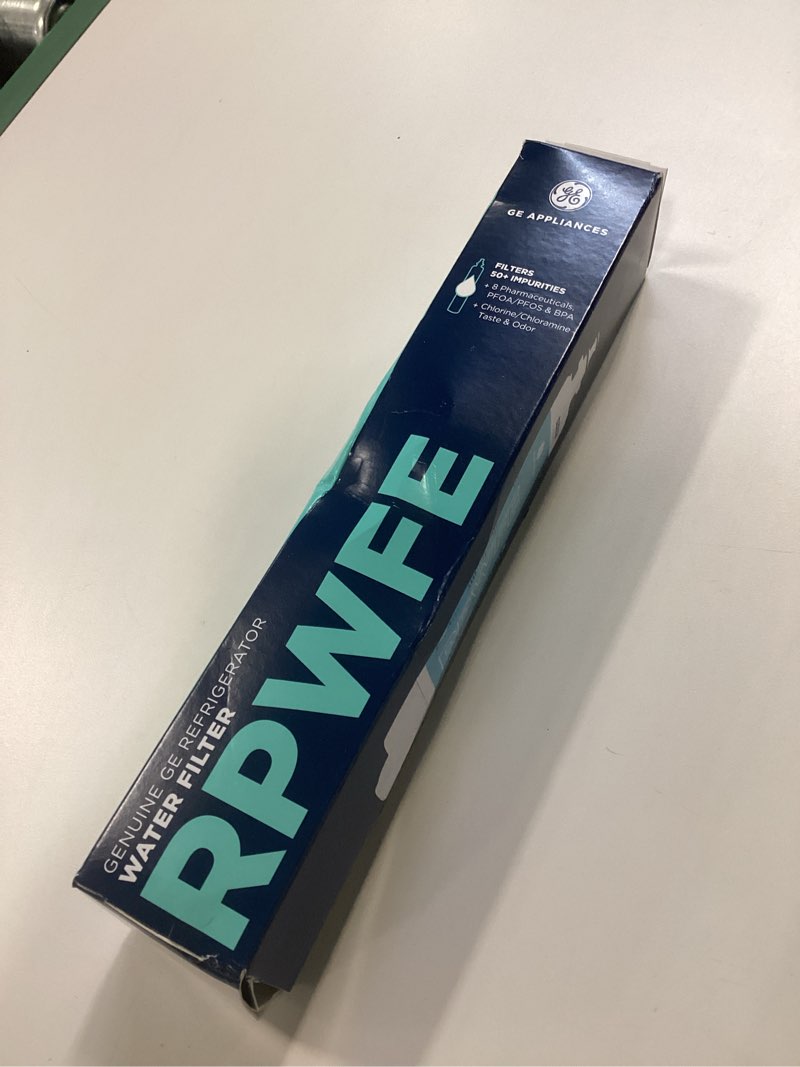 GE
GE APPLIANCES
FILTERS
50+ IMPURITIES
+ 8 Pharmaceuticals,
PFOA/PFOS & BPA
+ Chlorine/Chloramine
Taste & Odor
GENUINE GE REFRIGERATOR
WATER FILTER
RPWFE